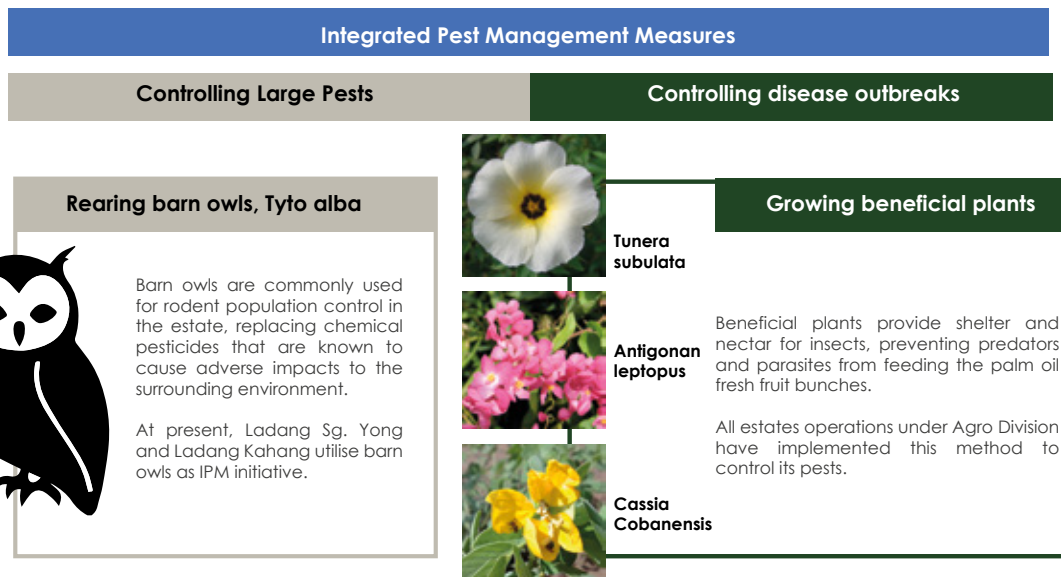 Integrated Pest Management Measures
Controlling Large Pests
Controlling disease outbreaks
Rearing barn owls, Tyto alba
Barn owls are commonly used
for rodent population control in
the estate, replacing chemical
pesticides that are known to
cause adverse impacts to the
surrounding environment.
At present, Ladang Sg. Yong
and Ladang Kahang utilise barn
owls as IPM initiative.
Tunera
subulata
Antigonan
leptopus
Cassia
Cobanensis
Growing beneficial plants
Beneficial plants provide shelter and
nectar for insects, preventing predators
and parasites from feeding the palm oil
fresh fruit bunches.
All estates operations under Agro Division
have implemented this method to
control its pests.